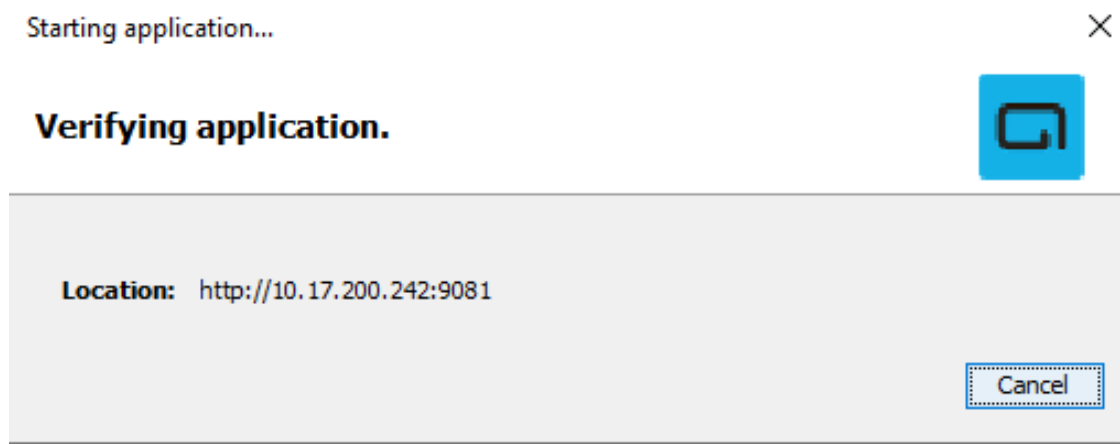 Starting application...
Verifying application.
Location: http://10.17.200.242:9081
Cancel